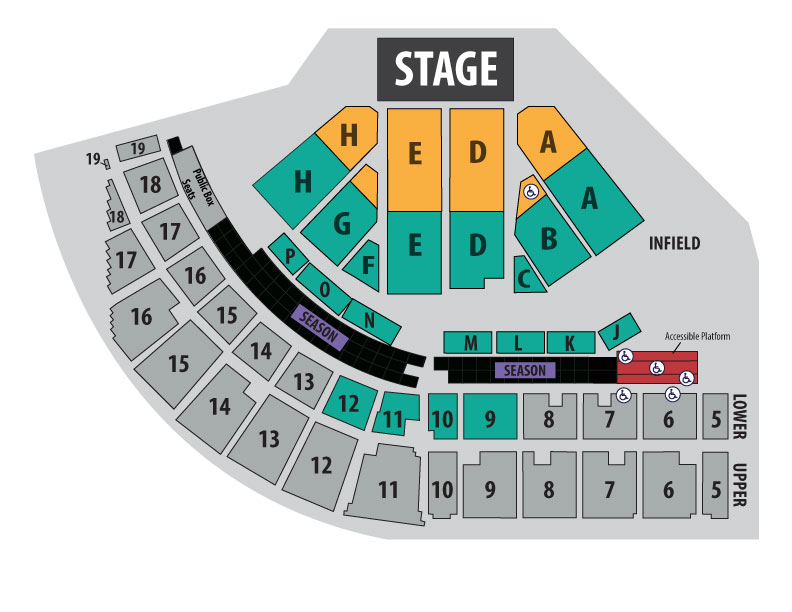 STAGE
H
E
D
A
H
G
E
D
B
A
INFIELD
P
F
C
O
N
M
L
K
J
Accessible Platform
19
19
18
18
Public Box
Seats
17
17
16
16
15
15
14
14
13
13
12
12
11
11
SEASON
SEASON
10
9
8
7
6
5
LOWER
10
9
8
7
6
5
UPPER